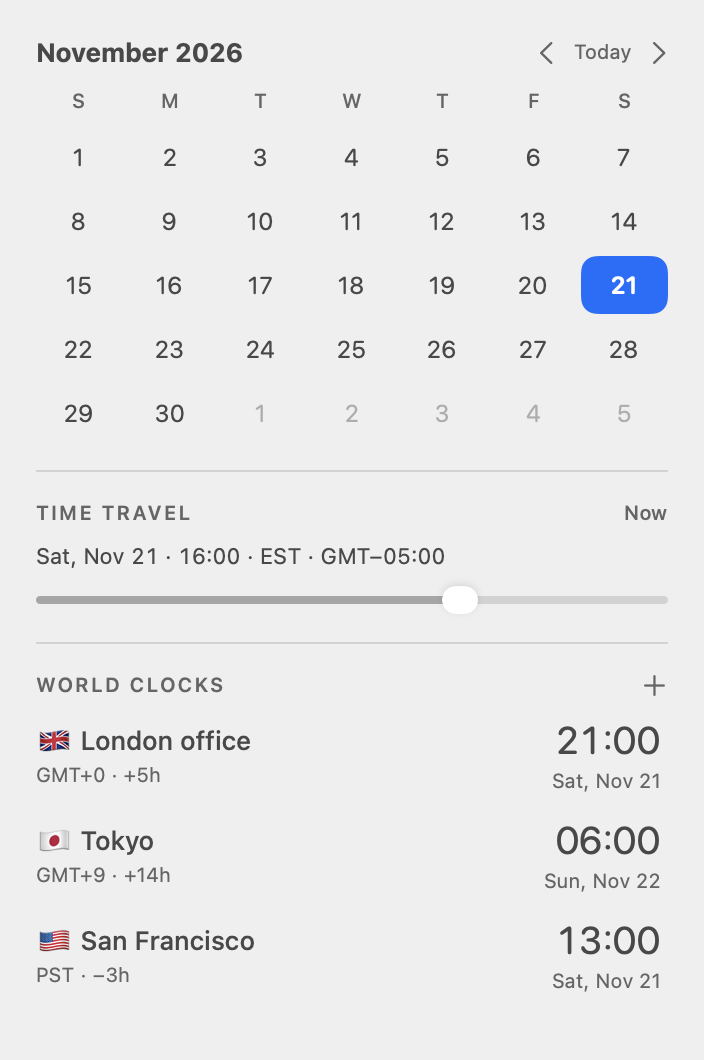 November 2026 Today
S M T W T F S
1 2 3 4 5 6 7
8 9 10 11 12 13 14
15 16 17 18 19 20 21
22 23 24 25 26 27 28
29 30 1 2 3 4 5
TIME TRAVEL Now
Sat, Nov 21 · 16:00 · EST · GMT−05:00
WORLD CLOCKS
London office 21:00
GMT+0 · +5h Sat, Nov 21
Tokyo 06:00
GMT+9 · +14h Sun, Nov 22
San Francisco 13:00
PST · −3h Sat, Nov 21